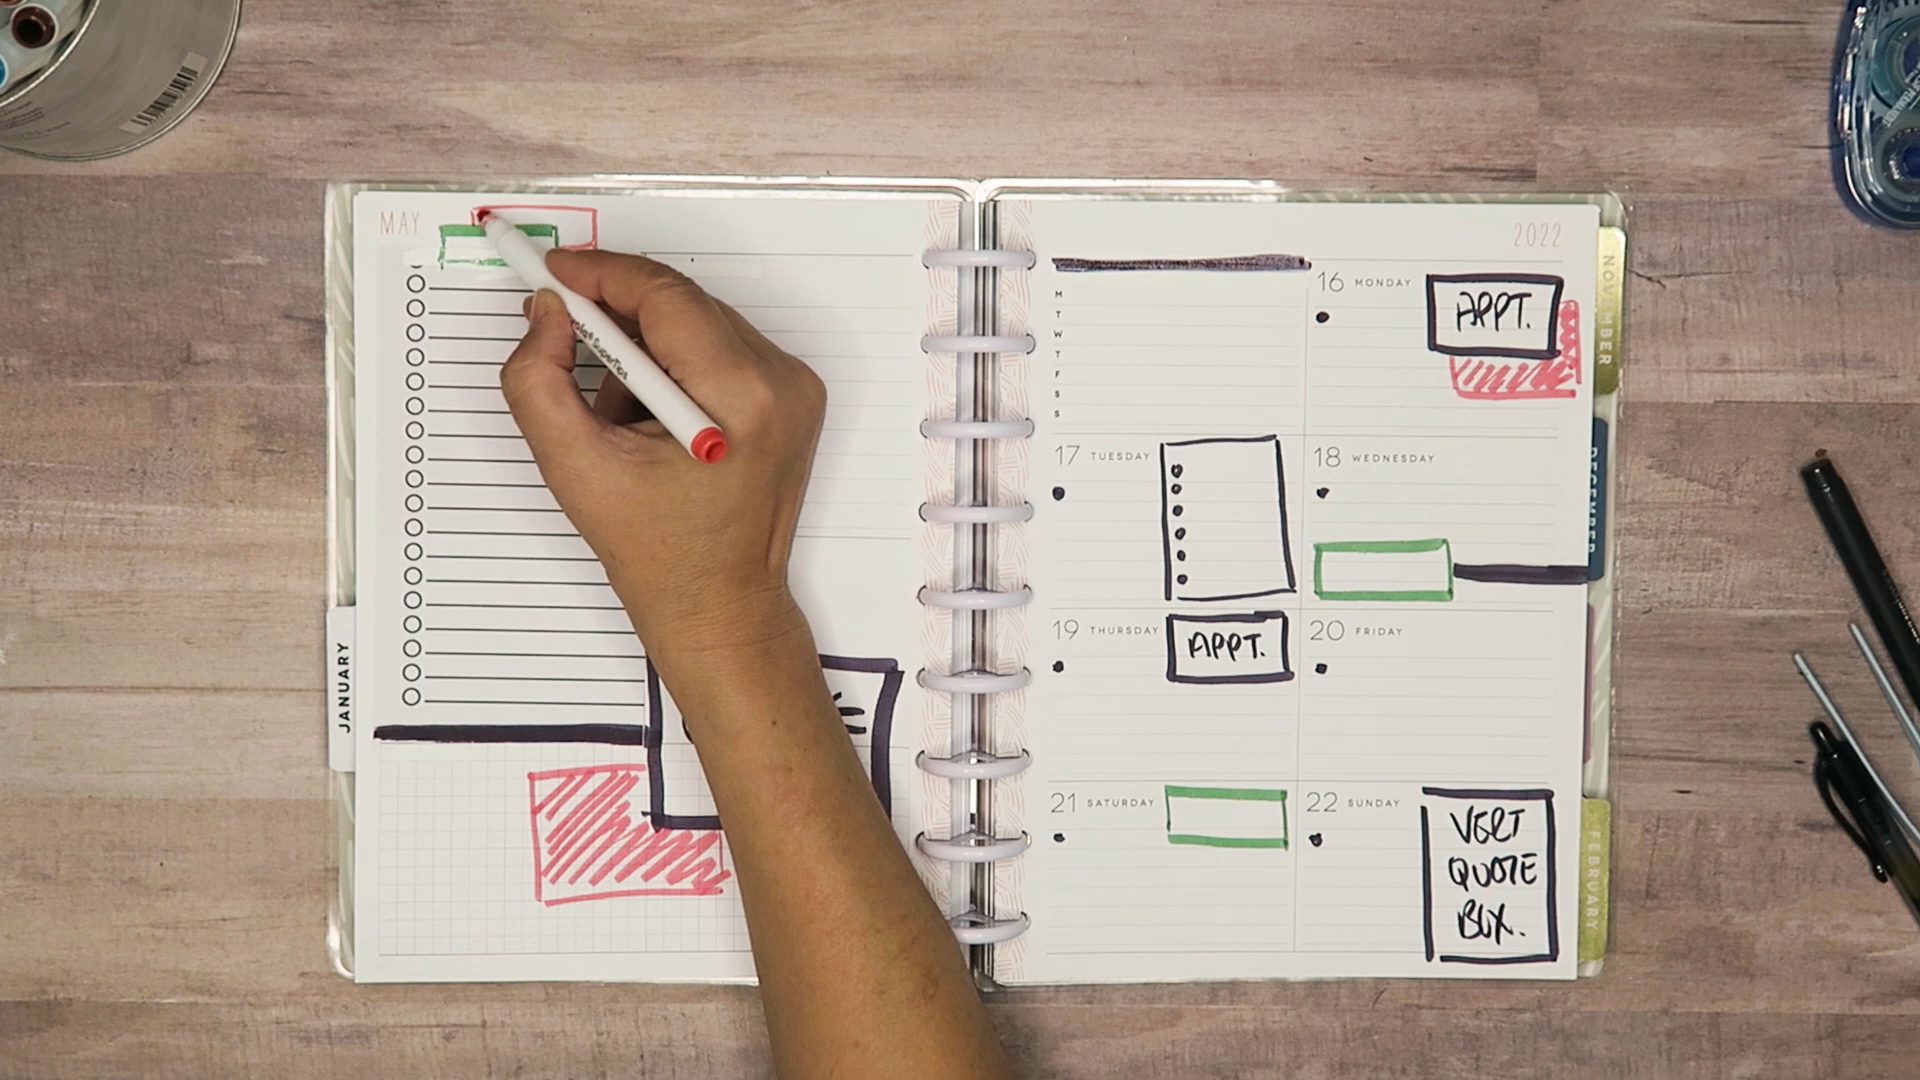 MAY
2022
M
T
W
T
F
S
S
16 MONDAY
APPT.
17 TUESDAY
18 WEDNESDAY
19 THURSDAY
APPT.
20 FRIDAY
21 SATURDAY
22 SUNDAY
VERT
QUOTE
BOX.
JANUARY
NOVEMBER
DECEMBER
FEBRUARY
SuperTips